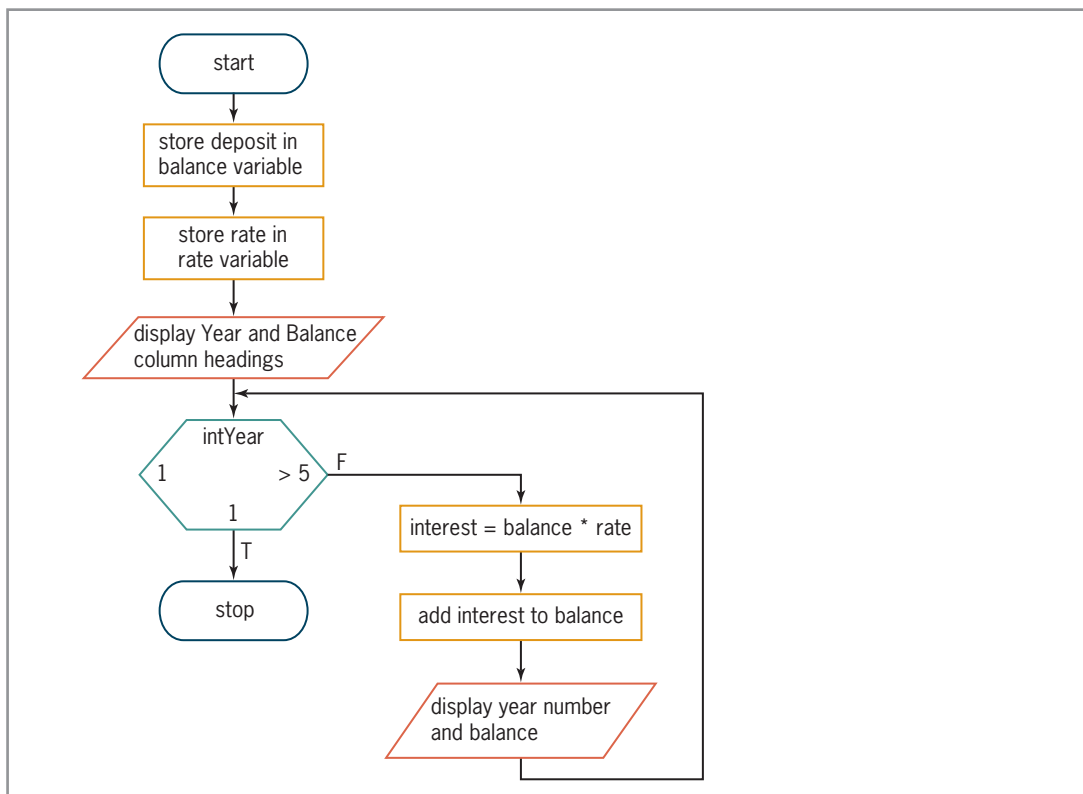 start
store deposit in
balance variable
store rate in
rate variable
display Year and Balance
column headings
intYear
1
> 5
1
F
T
stop
interest = balance * rate
add interest to balance
display year number
and balance